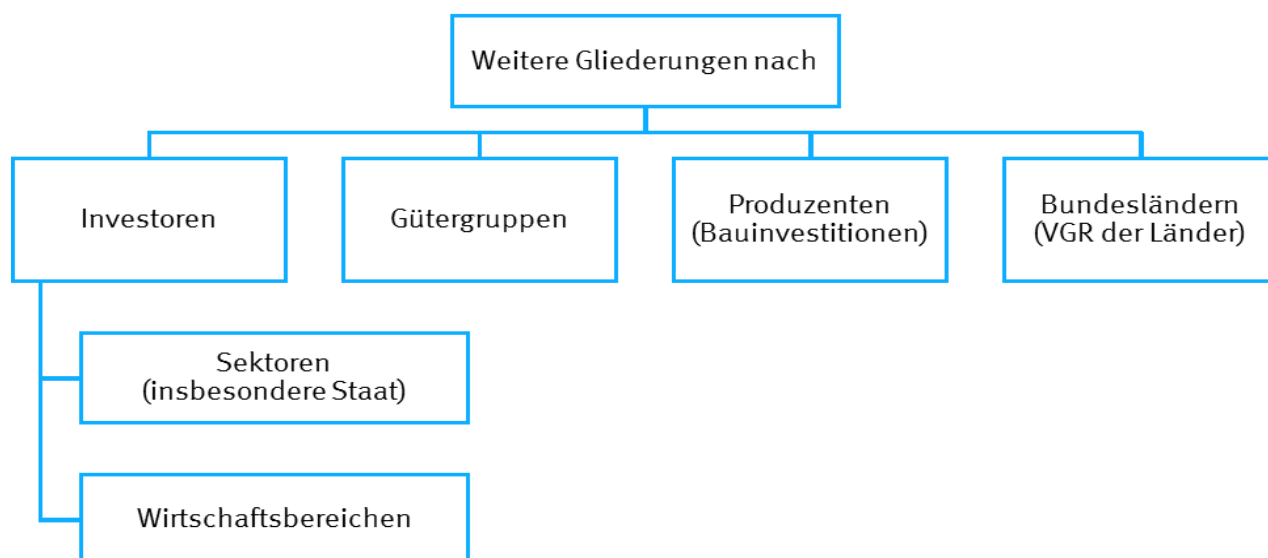 Weitere Gliederungen nach
Investoren
Gütergruppen
Produzenten
(Bauinvestitionen)
Bundesländern
(VGR der Länder)
Sektoren
(insbesondere Staat)
Wirtschaftsbereichen